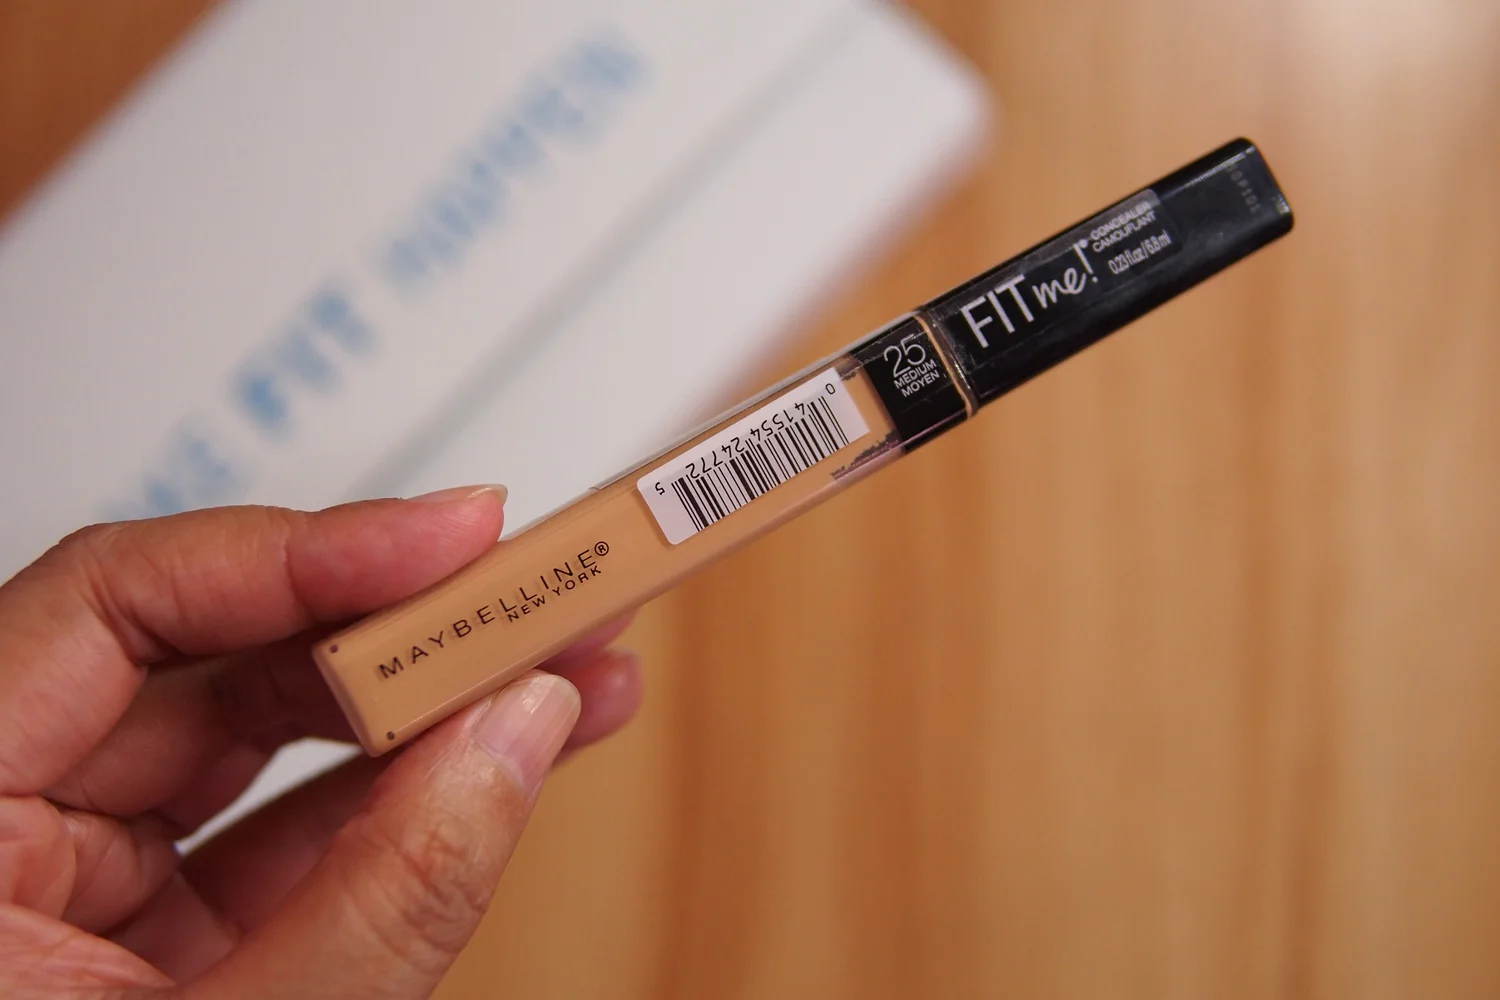 FIT me!
CONCEALER
CAMOUFLANT
0.23 fl.oz/6.8 ml
25
MEDIUM
MOYEN
0 41554 24772 5
MAYBELLINE®
NEW YORK